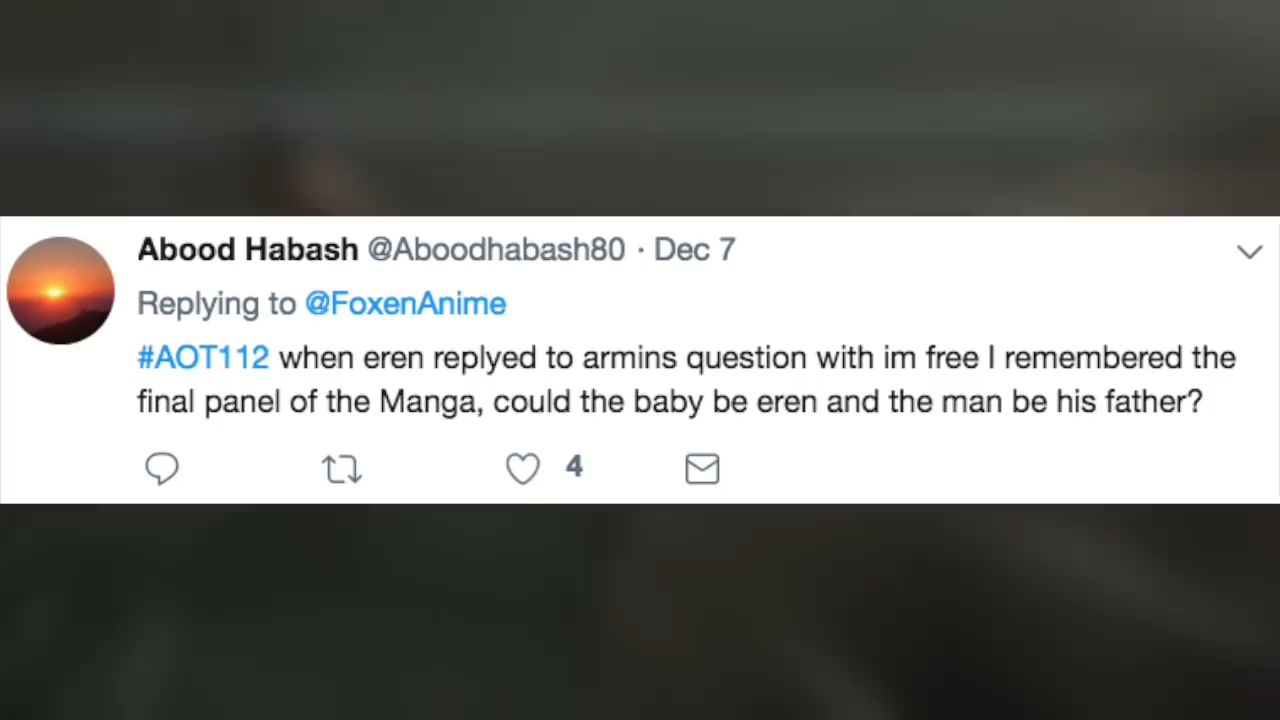 Abood Habash @Aboodhabash80 · Dec 7
Replying to @FoxenAnime
#AOT112 when eren replyed to armins question with im free I remembered the
final panel of the Manga, could the baby be eren and the man be his father?
4